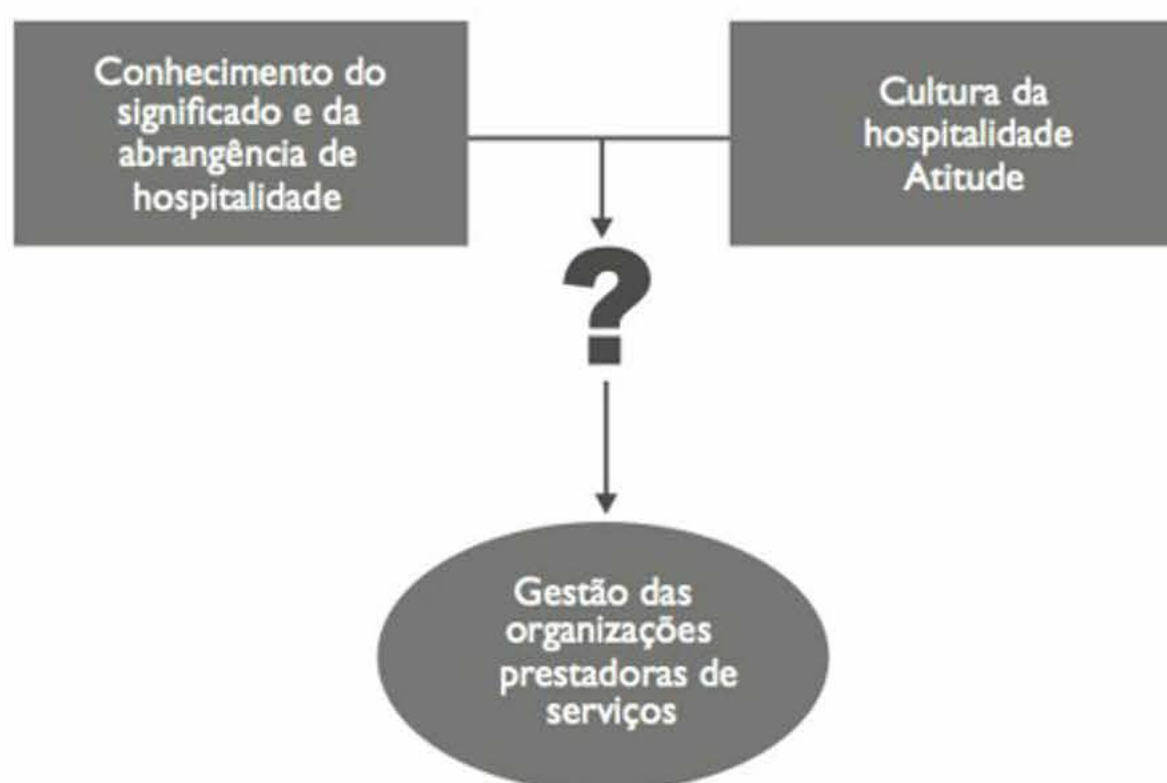 Conhecimento do
significado e da
abrangência de
hospitalidade
Cultura da
hospitalidade
Atitude
?
Gestão das
organizações
prestadoras de
serviços